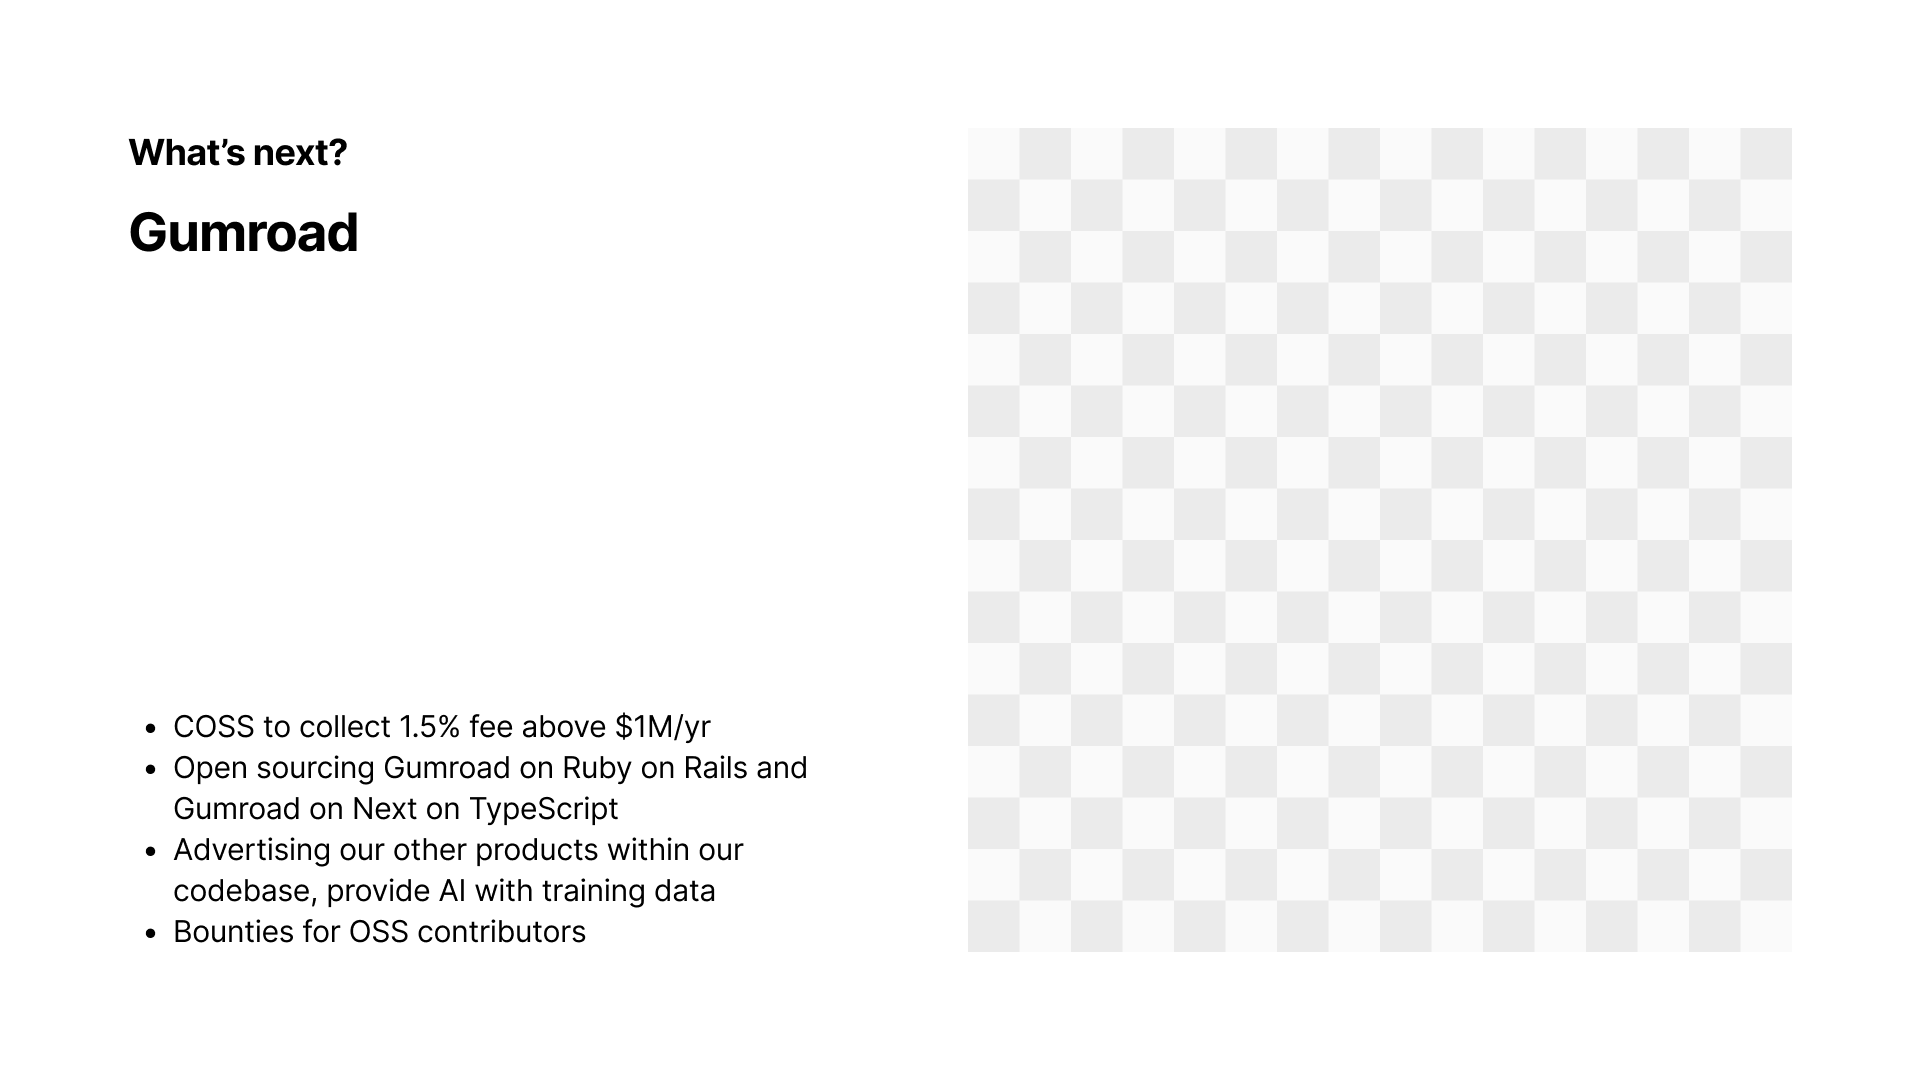 What’s next?
Gumroad
• COSS to collect 1.5% fee above $1M/yr
• Open sourcing Gumroad on Ruby on Rails and
Gumroad on Next on TypeScript
• Advertising our other products within our
codebase, provide AI with training data
• Bounties for OSS contributors